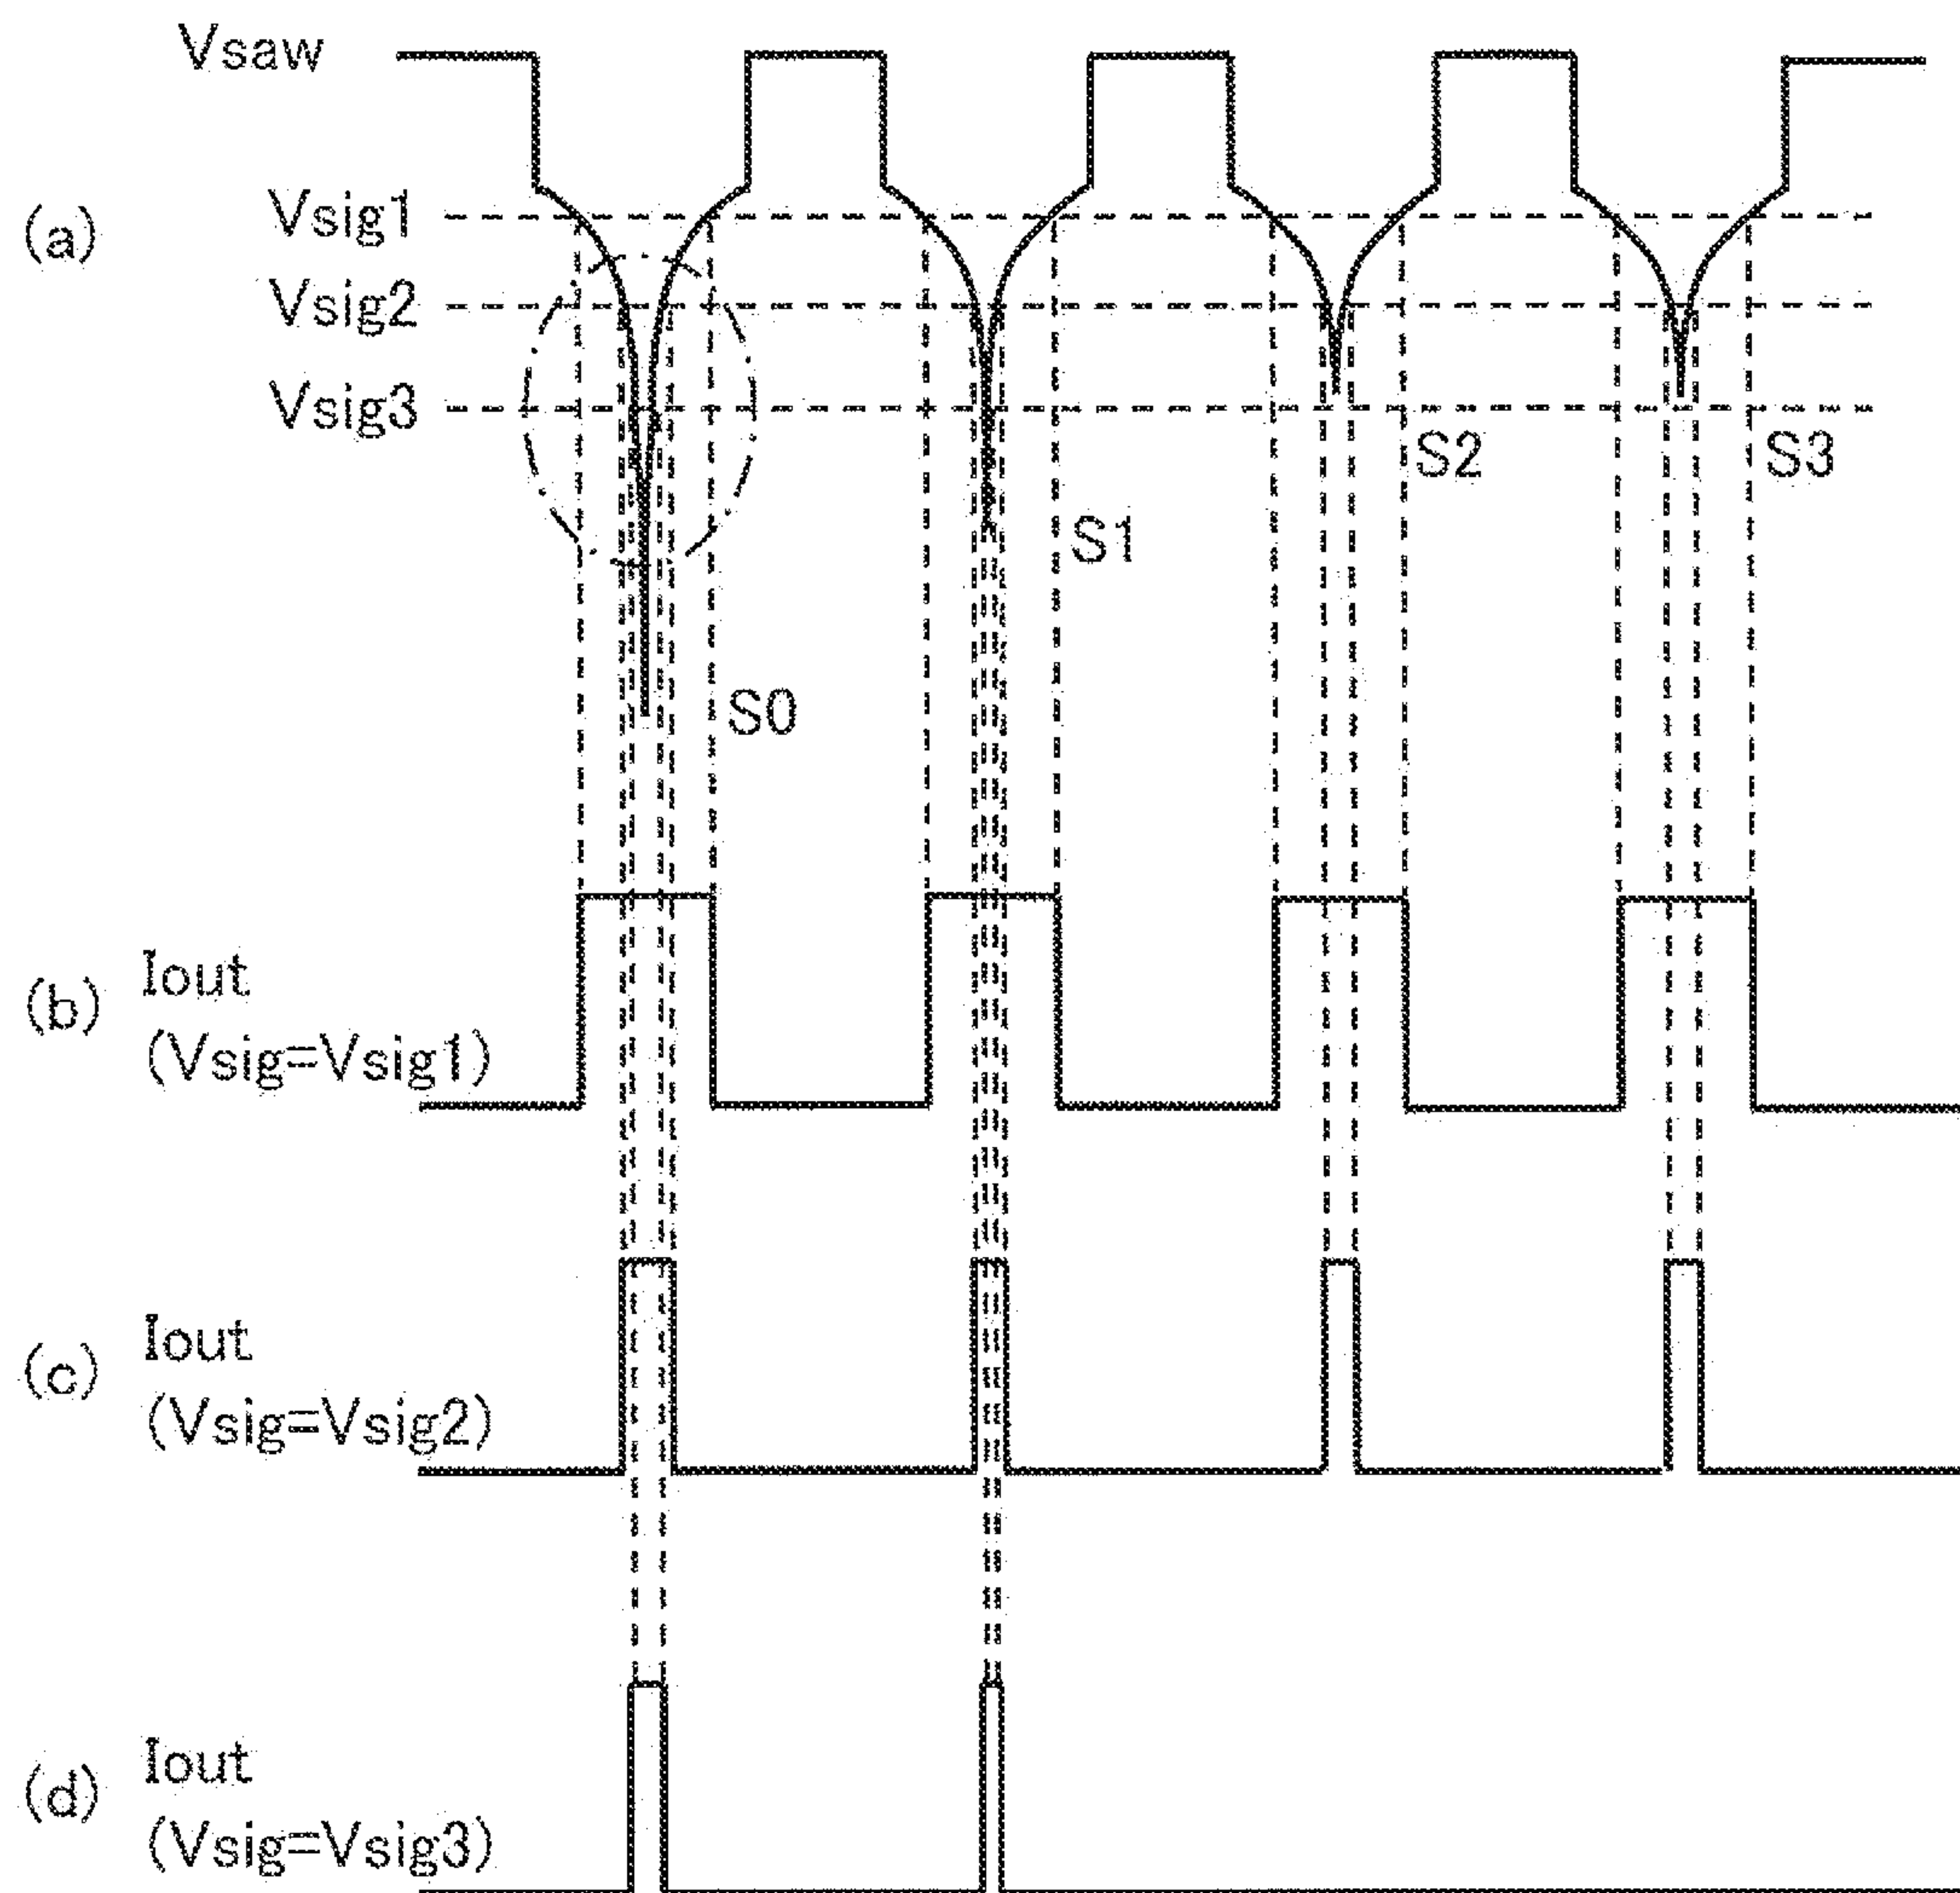 Vsaw
(a)
Vsig1
Vsig2
Vsig3
S2
S3
S1
S0
(b)
Iout
(Vsig=Vsig1)
(c)
Iout
(Vsig=Vsig2)
(d)
Iout
(Vsig=Vsig3)